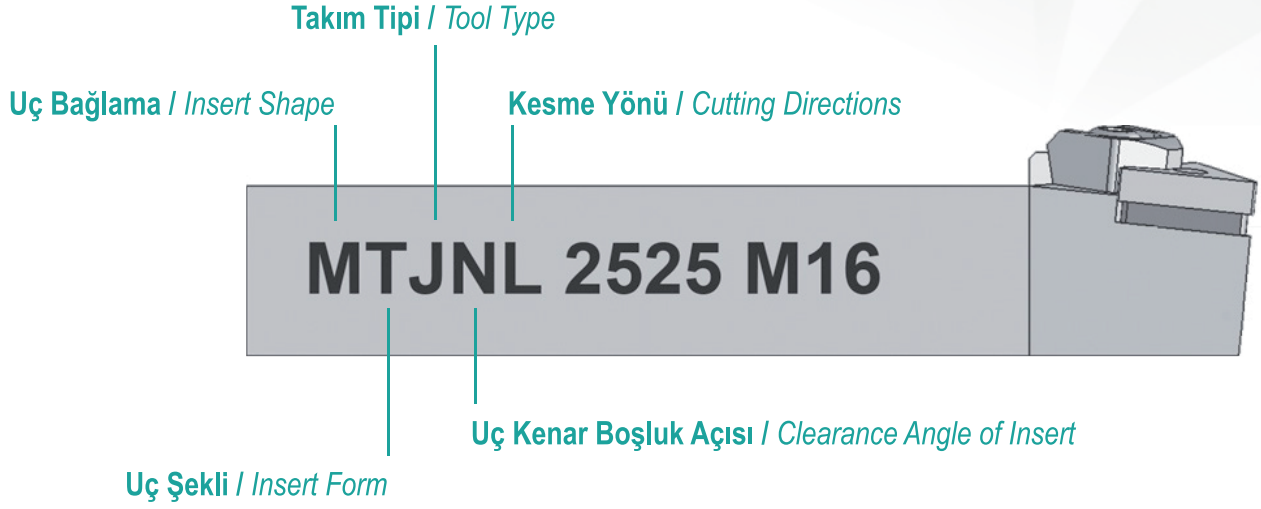 Takım Tipi / Tool Type
Uç Bağlama / Insert Shape
Kesme Yönü / Cutting Directions
MTJNL 2525 M16
Uç Kenar Boşluk Açısı / Clearance Angle of Insert
Uç Şekli / Insert Form